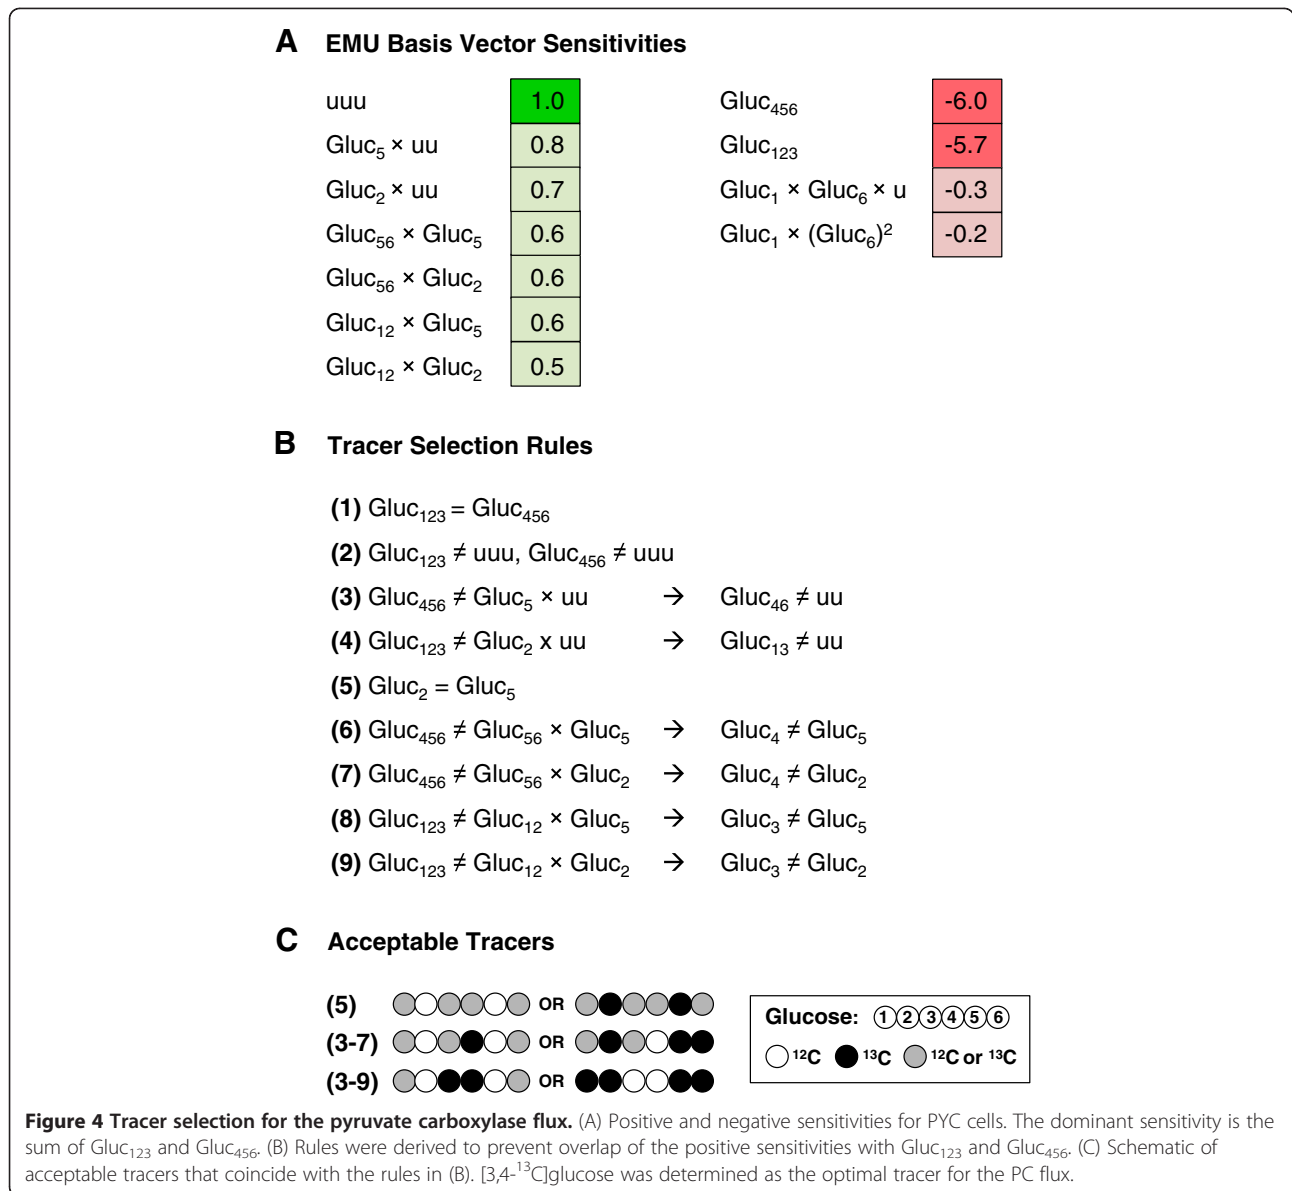 A EMU Basis Vector Sensitivities
uuu 1.0 Gluc₄₅₆ -6.0
Gluc₅ × uu 0.8 Gluc₁₂₃ -5.7
Gluc₂ × uu 0.7 Gluc₁ × Gluc₆ × u -0.3
Gluc₅₆ × Gluc₅ 0.6 Gluc₁ × (Gluc₆)² -0.2
Gluc₅₆ × Gluc₂ 0.6
Gluc₁₂ × Gluc₅ 0.6
Gluc₁₂ × Gluc₂ 0.5
B Tracer Selection Rules
(1) Gluc₁₂₃ = Gluc₄₅₆
(2) Gluc₁₂₃ ≠ uuu, Gluc₄₅₆ ≠ uuu
(3) Gluc₄₅₆ ≠ Gluc₅ × uu → Gluc₄₆ ≠ uu
(4) Gluc₁₂₃ ≠ Gluc₂ x uu → Gluc₁₃ ≠ uu
(5) Gluc₂ = Gluc₅
(6) Gluc₄₅₆ ≠ Gluc₅₆ × Gluc₅ → Gluc₄ ≠ Gluc₅
(7) Gluc₄₅₆ ≠ Gluc₅₆ × Gluc₂ → Gluc₄ ≠ Gluc₂
(8) Gluc₁₂₃ ≠ Gluc₁₂ × Gluc₅ → Gluc₃ ≠ Gluc₅
(9) Gluc₁₂₃ ≠ Gluc₁₂ × Gluc₂ → Gluc₃ ≠ Gluc₂
C Acceptable Tracers
(5) OR
(3-7) OR
(3-9) OR
Glucose: 1 2 3 4 5 6
¹²C ¹³C ¹²C or ¹³C
Figure 4 Tracer selection for the pyruvate carboxylase flux. (A) Positive and negative sensitivities for PYC cells. The dominant sensitivity is the
sum of Gluc₁₂₃ and Gluc₄₅₆. (B) Rules were derived to prevent overlap of the positive sensitivities with Gluc₁₂₃ and Gluc₄₅₆. (C) Schematic of
acceptable tracers that coincide with the rules in (B). [3,4-¹³C]glucose was determined as the optimal tracer for the PC flux.